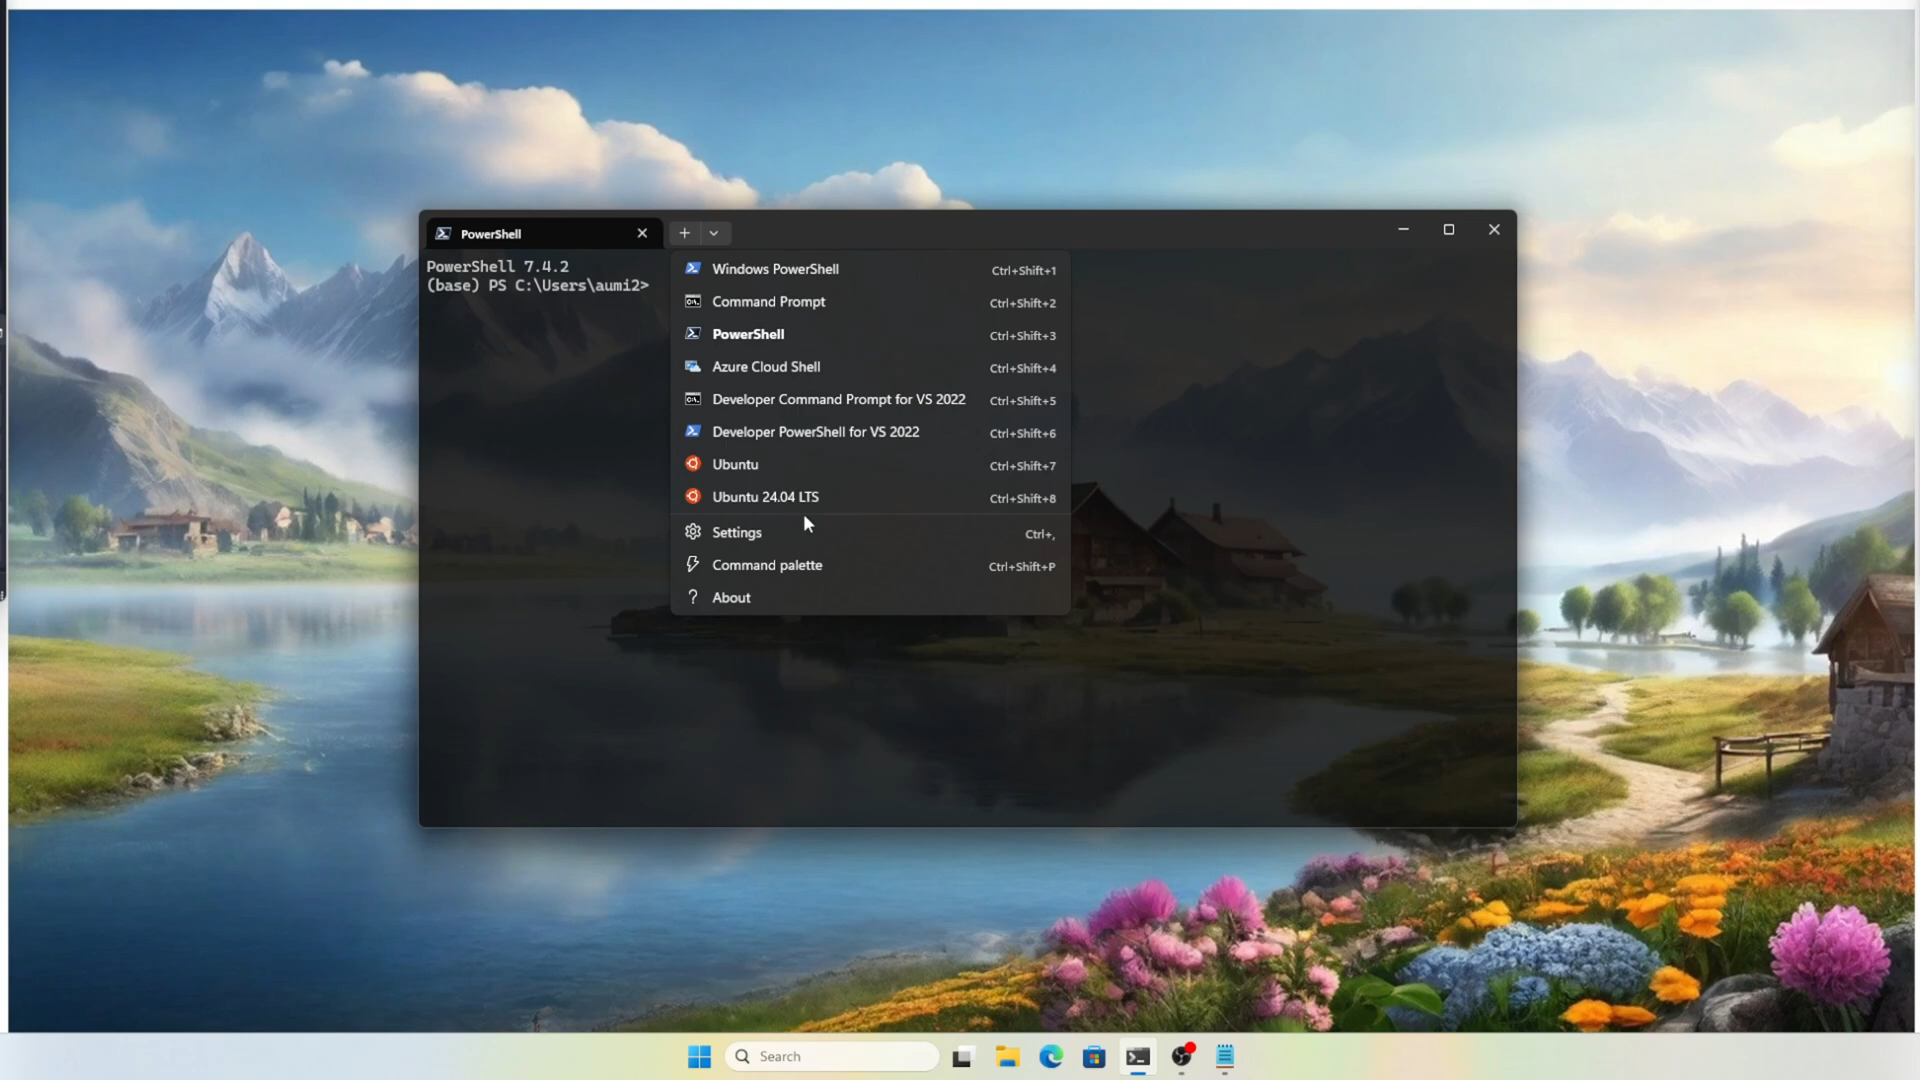 PowerShell
PowerShell 7.4.2
(base) PS C:\Users\aumi2>
Windows PowerShell Ctrl+Shift+1
Command Prompt Ctrl+Shift+2
PowerShell Ctrl+Shift+3
Azure Cloud Shell Ctrl+Shift+4
Developer Command Prompt for VS 2022 Ctrl+Shift+5
Developer PowerShell for VS 2022 Ctrl+Shift+6
Ubuntu Ctrl+Shift+7
Ubuntu 24.04 LTS Ctrl+Shift+8
Settings Ctrl+,
Command palette Ctrl+Shift+P
About
Search